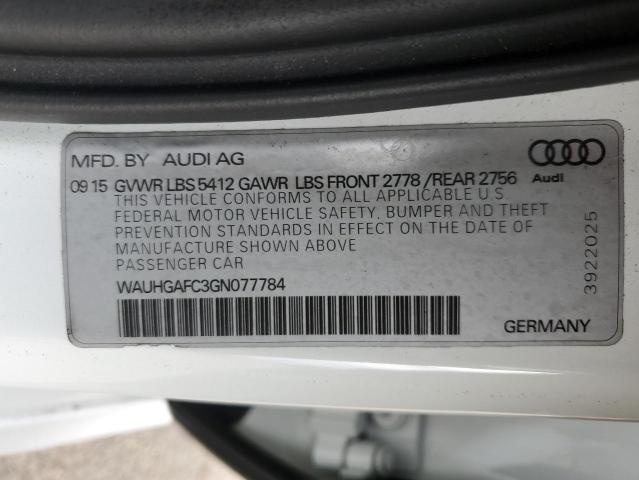 MFD. BY AUDI AG
09 15 GVWR LBS 5412 GAWR LBS FRONT 2778 /REAR 2756
THIS VEHICLE CONFORMS TO ALL APPLICABLE U.S
FEDERAL MOTOR VEHICLE SAFETY, BUMPER AND THEFT
PREVENTION STANDARDS IN EFFECT ON THE DATE OF
MANUFACTURE SHOWN ABOVE
PASSENGER CAR
WAUHGAFC3GN077784
Audi
3922025
GERMANY